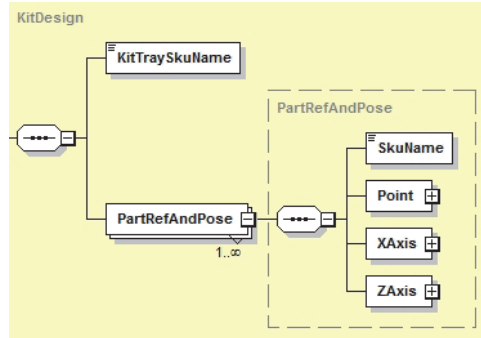 KitDesign
KitTraySkuName
PartRefAndPose
SkuName
PartRefAndPose
Point
1..∞
XAxis
ZAxis